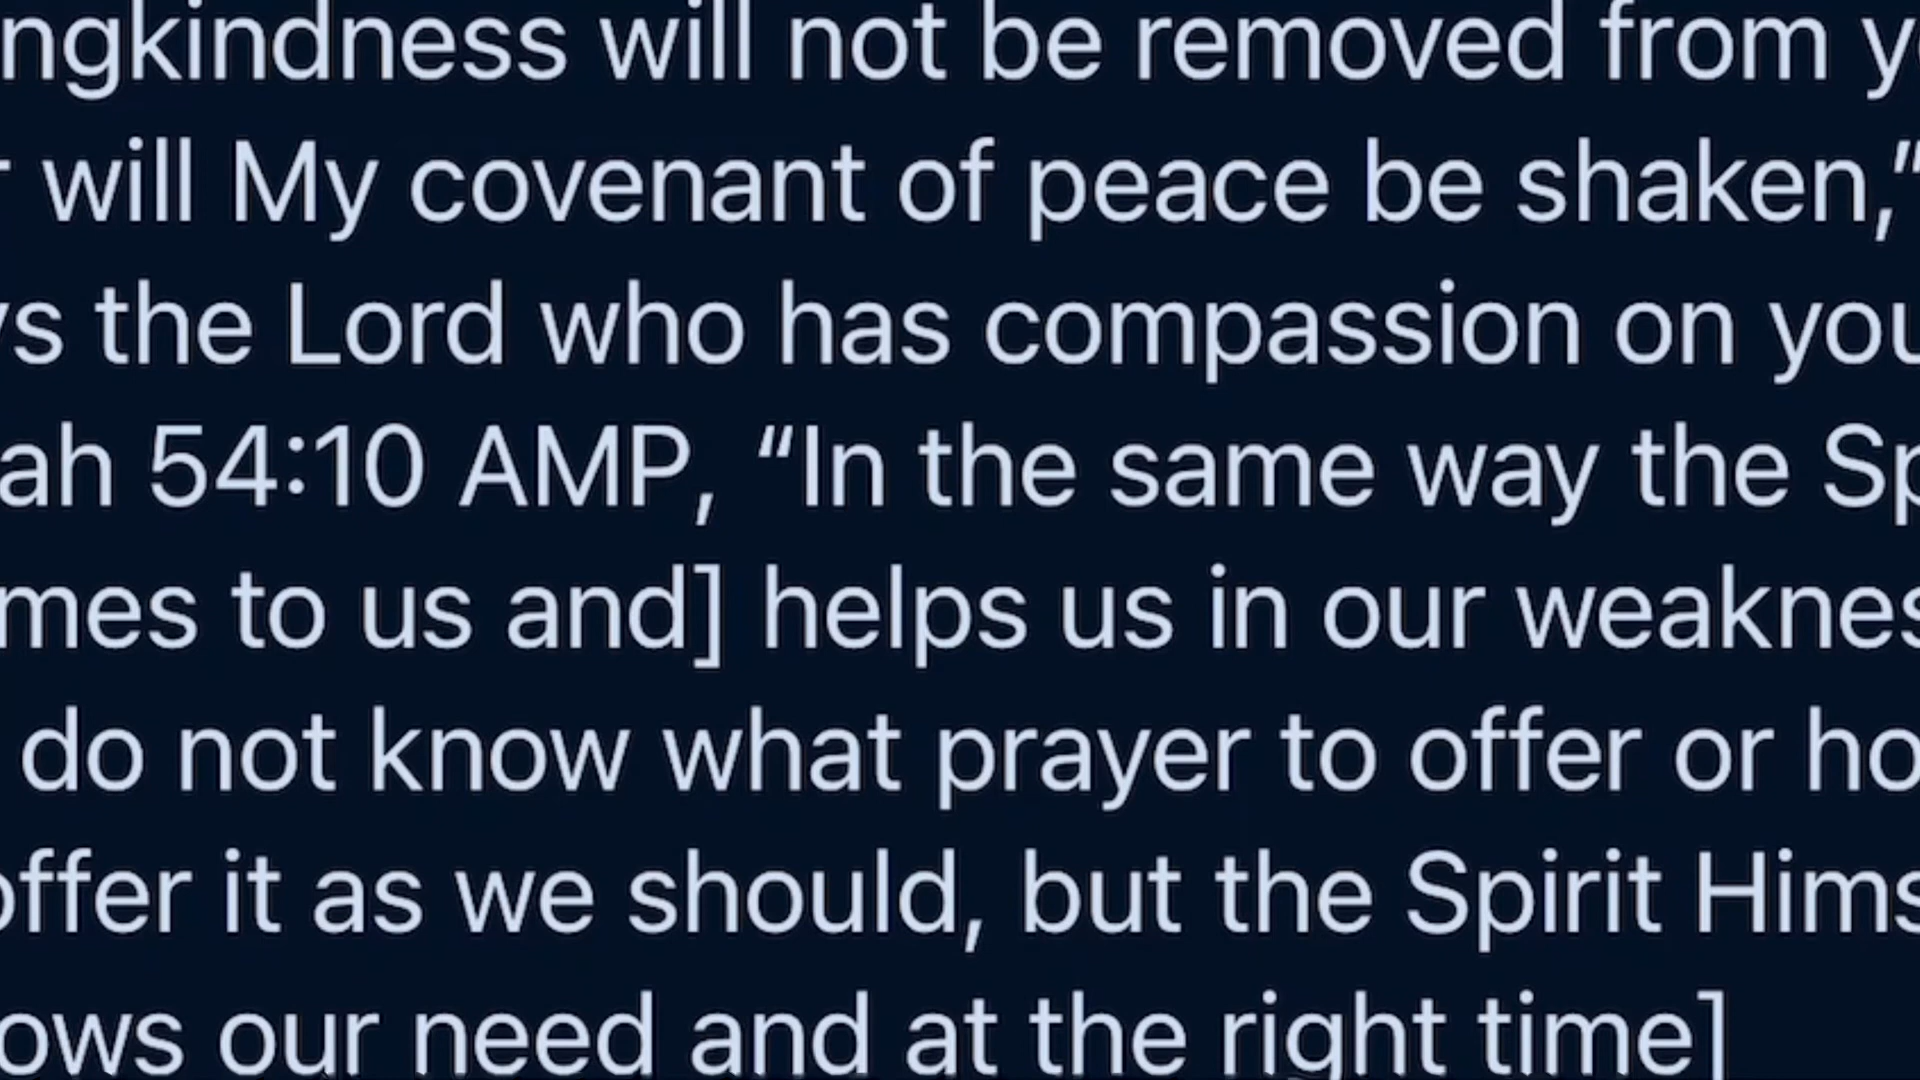 ngkindness will not be removed from y
r will My covenant of peace be shaken,”
ys the Lord who has compassion on you
ah 54:10 AMP, “In the same way the Sp
mes to us and] helps us in our weaknes
do not know what prayer to offer or ho
offer it as we should, but the Spirit Hims
ows our need and at the right time]